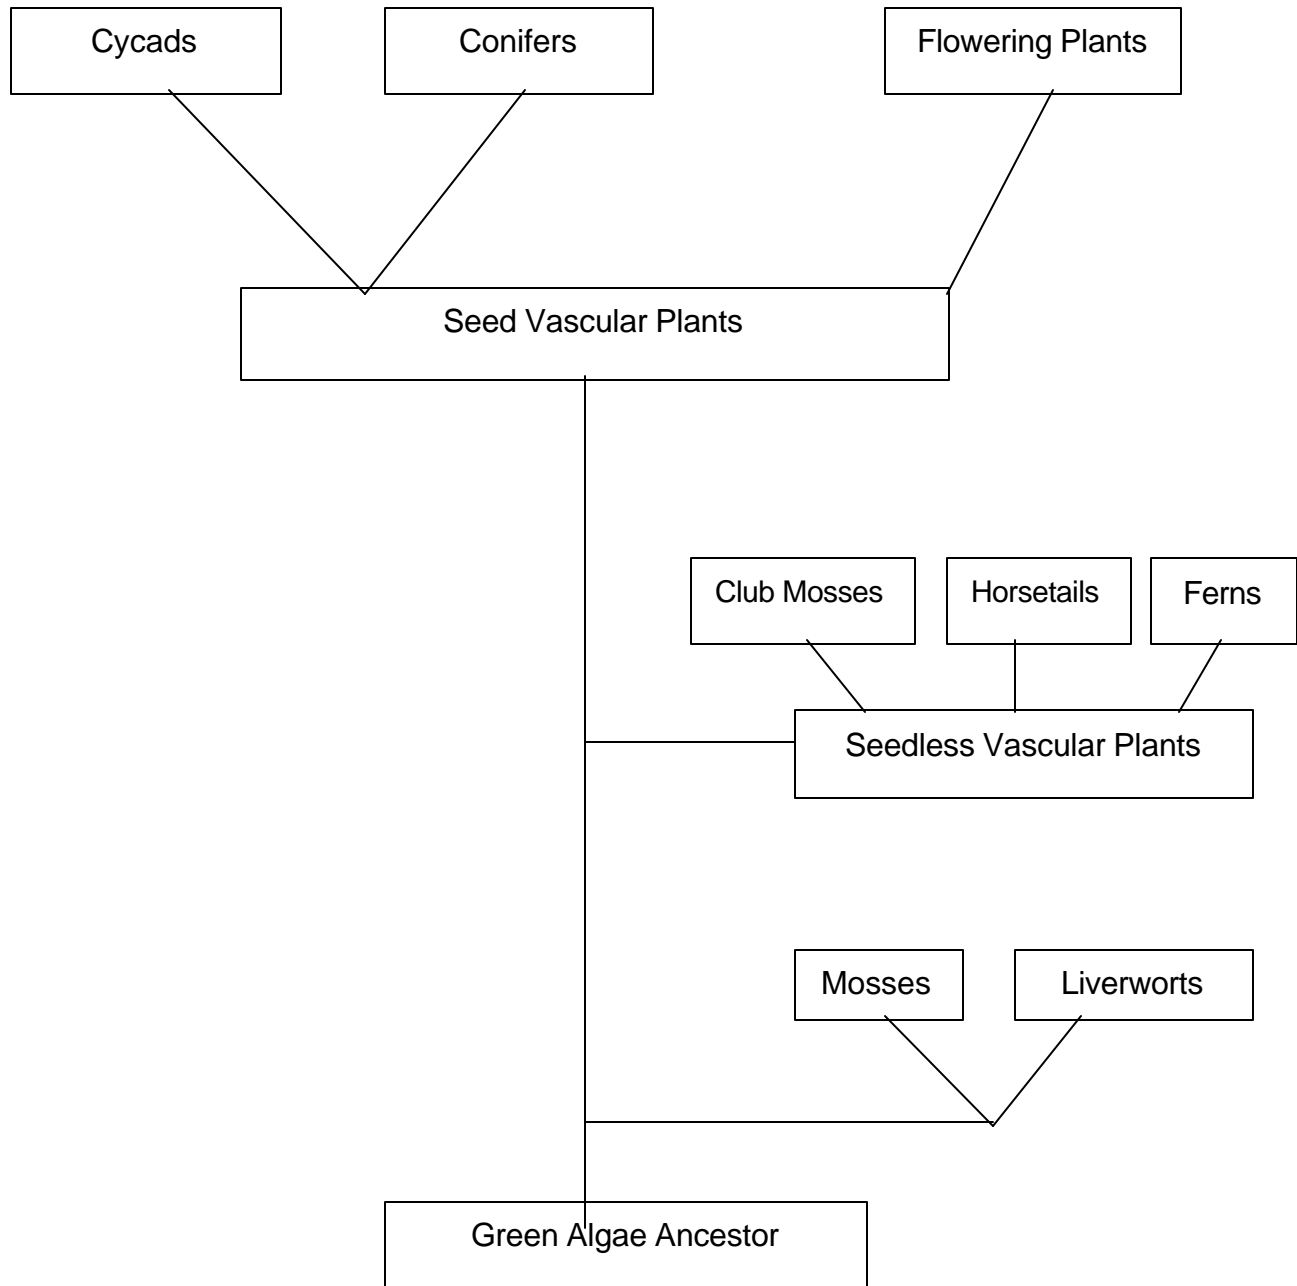 Cycads
Conifers
Flowering Plants
Seed Vascular Plants
Club Mosses
Horsetails
Ferns
Seedless Vascular Plants
Mosses
Liverworts
Green Algae Ancestor